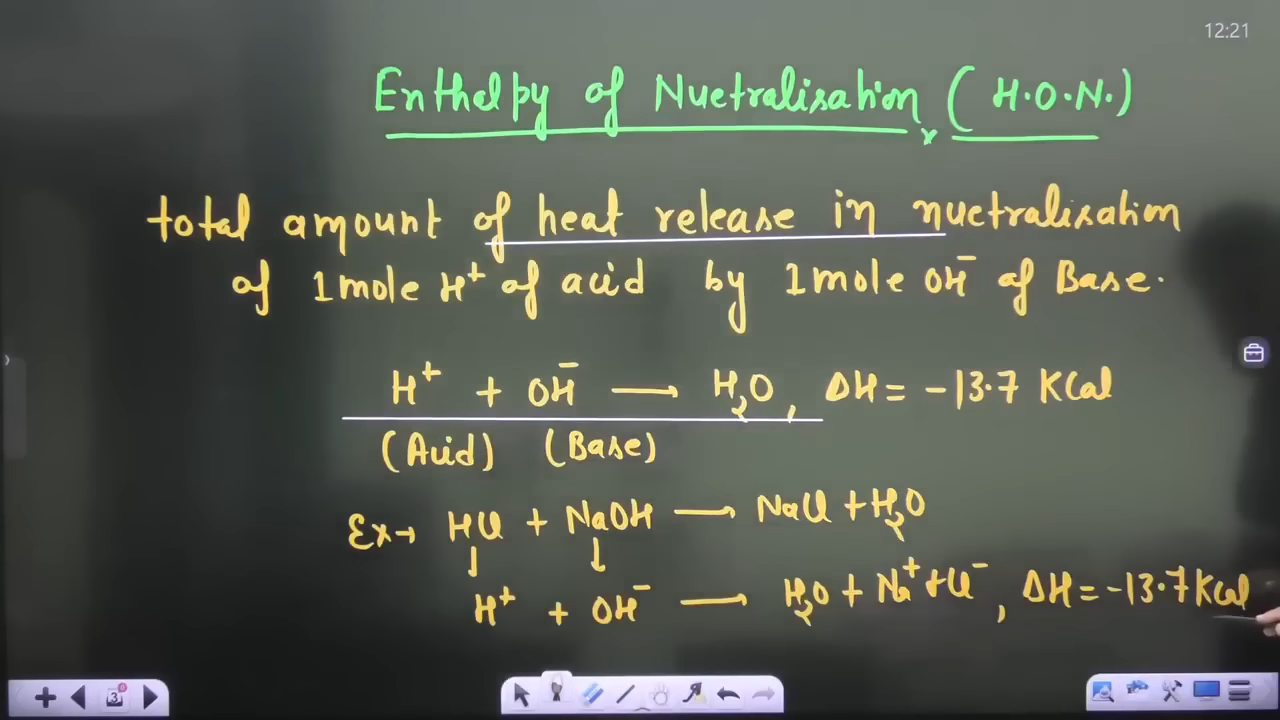 12:21
Enthalpy of Nuetralisation (H.O.N.)
total amount of heat release in nuetralisation
of 1mole H⁺ of acid by 1mole OH⁻ of Base.
H⁺ + OH⁻ → H₂O, ΔH = -13.7 KCal
(Acid) (Base)
Ex→ HCl + NaOH → NaCl + H₂O
↓ ↓
H⁺ + OH⁻ → H₂O + Na⁺ + Cl⁻, ΔH = -13.7 KCal
3